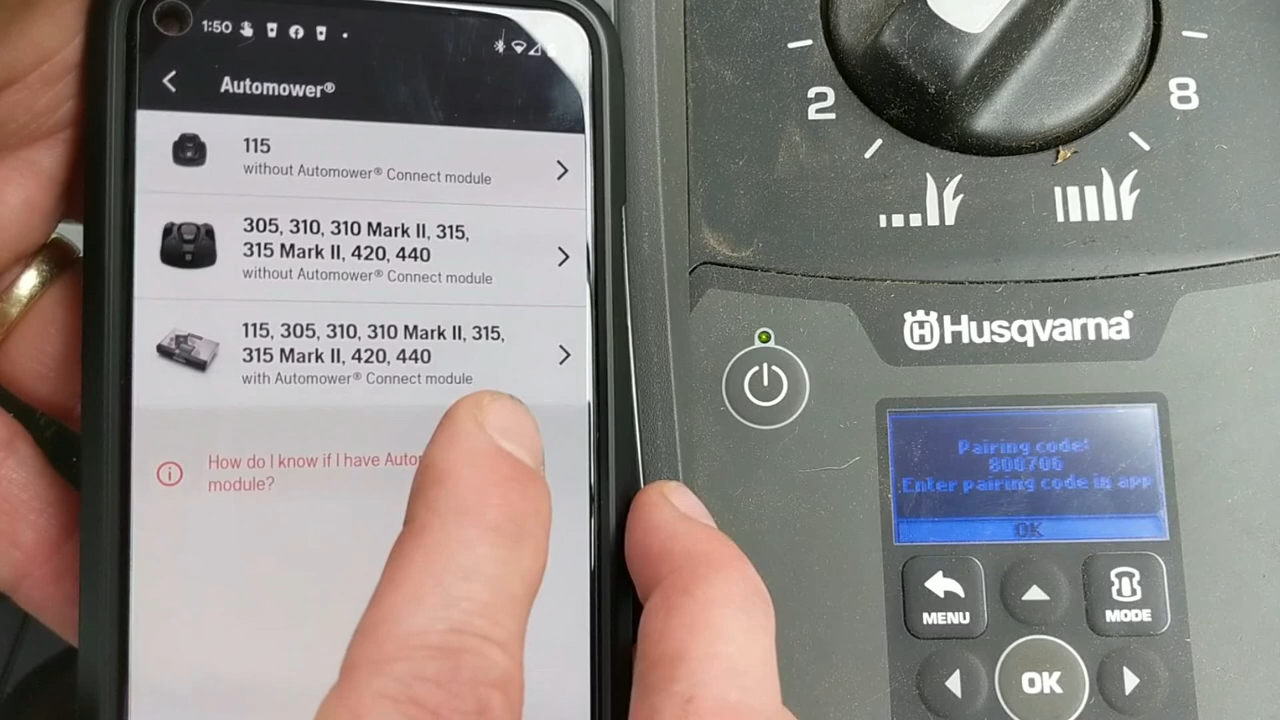 1:50
Automower®
115
without Automower® Connect module
305, 310, 310 Mark II, 315,
315 Mark II, 420, 440
without Automower® Connect module
115, 305, 310, 310 Mark II, 315,
315 Mark II, 420, 440
with Automower® Connect module
How do I know if I have
module?
2
8
Husqvarna
Pairing code:
800706
Enter pairing code in app
OK
MENU
MODE
OK